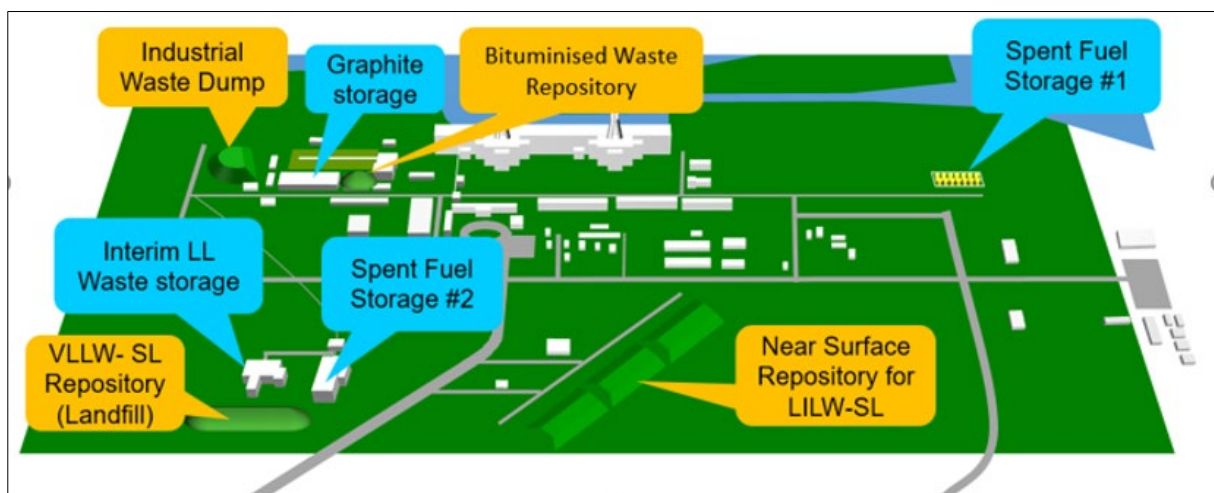 Industrial
Waste Dump
Graphite
storage
Bituminised Waste
Repository
Spent Fuel
Storage #1
Interim LL
Waste storage
Spent Fuel
Storage #2
VLLW- SL
Repository
(Landfill)
Near Surface
Repository for
LILW-SL